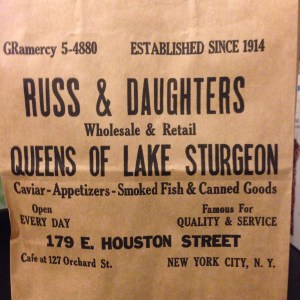 GRamercy 5-4880 ESTABLISHED SINCE 1914
RUSS & DAUGHTERS
Wholesale & Retail
QUEENS OF LAKE STURGEON
Caviar-Appetizers-Smoked Fish & Canned Goods
Open Famous For
EVERY DAY QUALITY & SERVICE
179 E. HOUSTON STREET
Cafe at 127 Orchard St. NEW YORK CITY, N. Y.